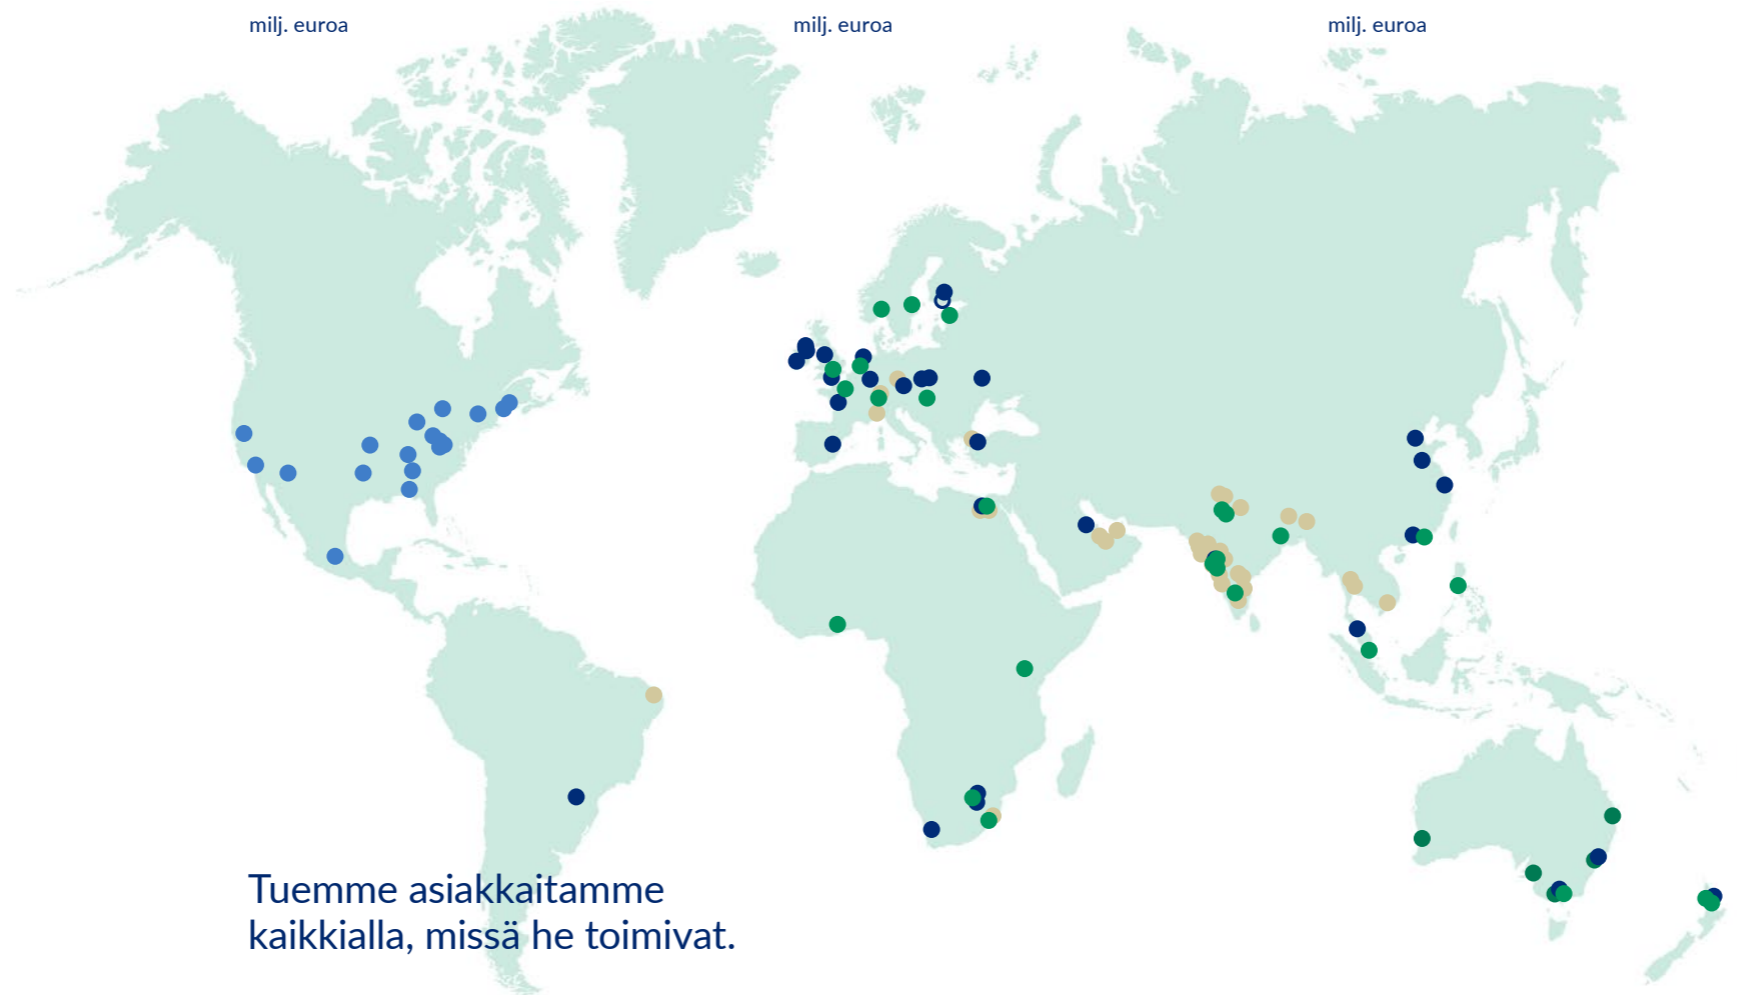 milj. euroa
milj. euroa
milj. euroa
Tuemme asiakkaitamme
kaikkialla, missä he toimivat.